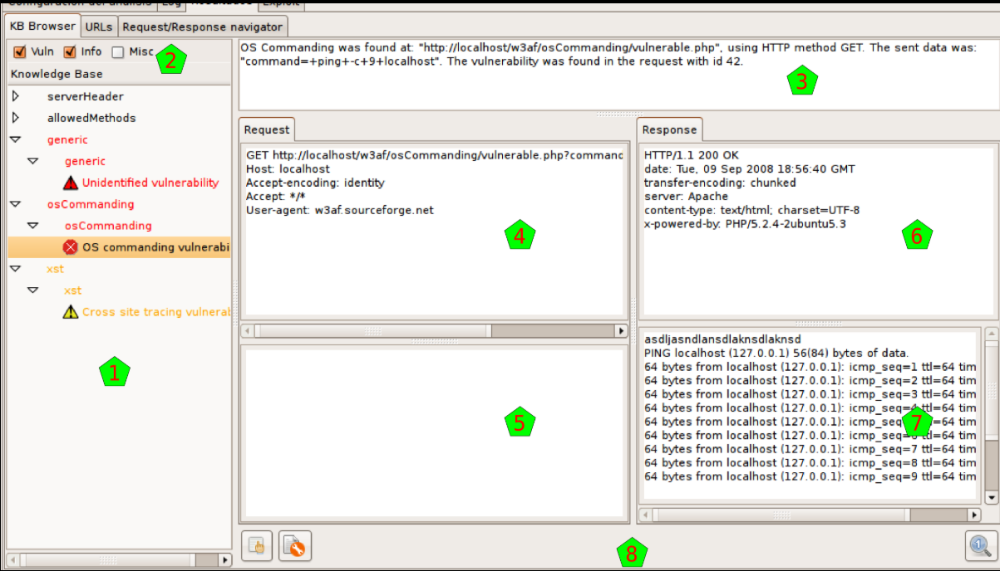 Configuración del análisis Log Resultados Exploit
KB Browser URLs Request/Response navigator
Vuln Info Misc
2
Knowledge Base
serverHeader
allowedMethods
generic
generic
Unidentified vulnerability
osCommanding
osCommanding
OS commanding vulnerabi
xst
xst
Cross site tracing vulnerab
1
OS Commanding was found at: "http://localhost/w3af/osCommanding/vulnerable.php", using HTTP method GET. The sent data was:
"command=+ping+-c+9+localhost". The vulnerability was found in the request with id 42.
3
Request
GET http://localhost/w3af/osCommanding/vulnerable.php?command
Host: localhost
Accept-encoding: identity
Accept: */*
User-agent: w3af.sourceforge.net
4
5
Response
HTTP/1.1 200 OK
date: Tue, 09 Sep 2008 18:56:40 GMT
transfer-encoding: chunked
server: Apache
content-type: text/html; charset=UTF-8
x-powered-by: PHP/5.2.4-2ubuntu5.3
6
asdljasndlansdlaknsdlaknsd
PING localhost (127.0.0.1) 56(84) bytes of data.
64 bytes from localhost (127.0.0.1): icmp_seq=1 ttl=64 tim
64 bytes from localhost (127.0.0.1): icmp_seq=2 ttl=64 tim
64 bytes from localhost (127.0.0.1): icmp_seq=3 ttl=64 tim
64 bytes from localhost (127.0.0.1): icmp_seq=4 ttl=64 tim
64 bytes from localhost (127.0.0.1): icmp_seq ttl=64 tim
64 bytes from localhost (127.0.0.1): icmp_seq=6 ttl=64 tim
64 bytes from localhost (127.0.0.1): icmp_seq=7 ttl=64 tim
64 bytes from localhost (127.0.0.1): icmp_seq=8 ttl=64 tim
64 bytes from localhost (127.0.0.1): icmp_seq=9 ttl=64 tim
7
8